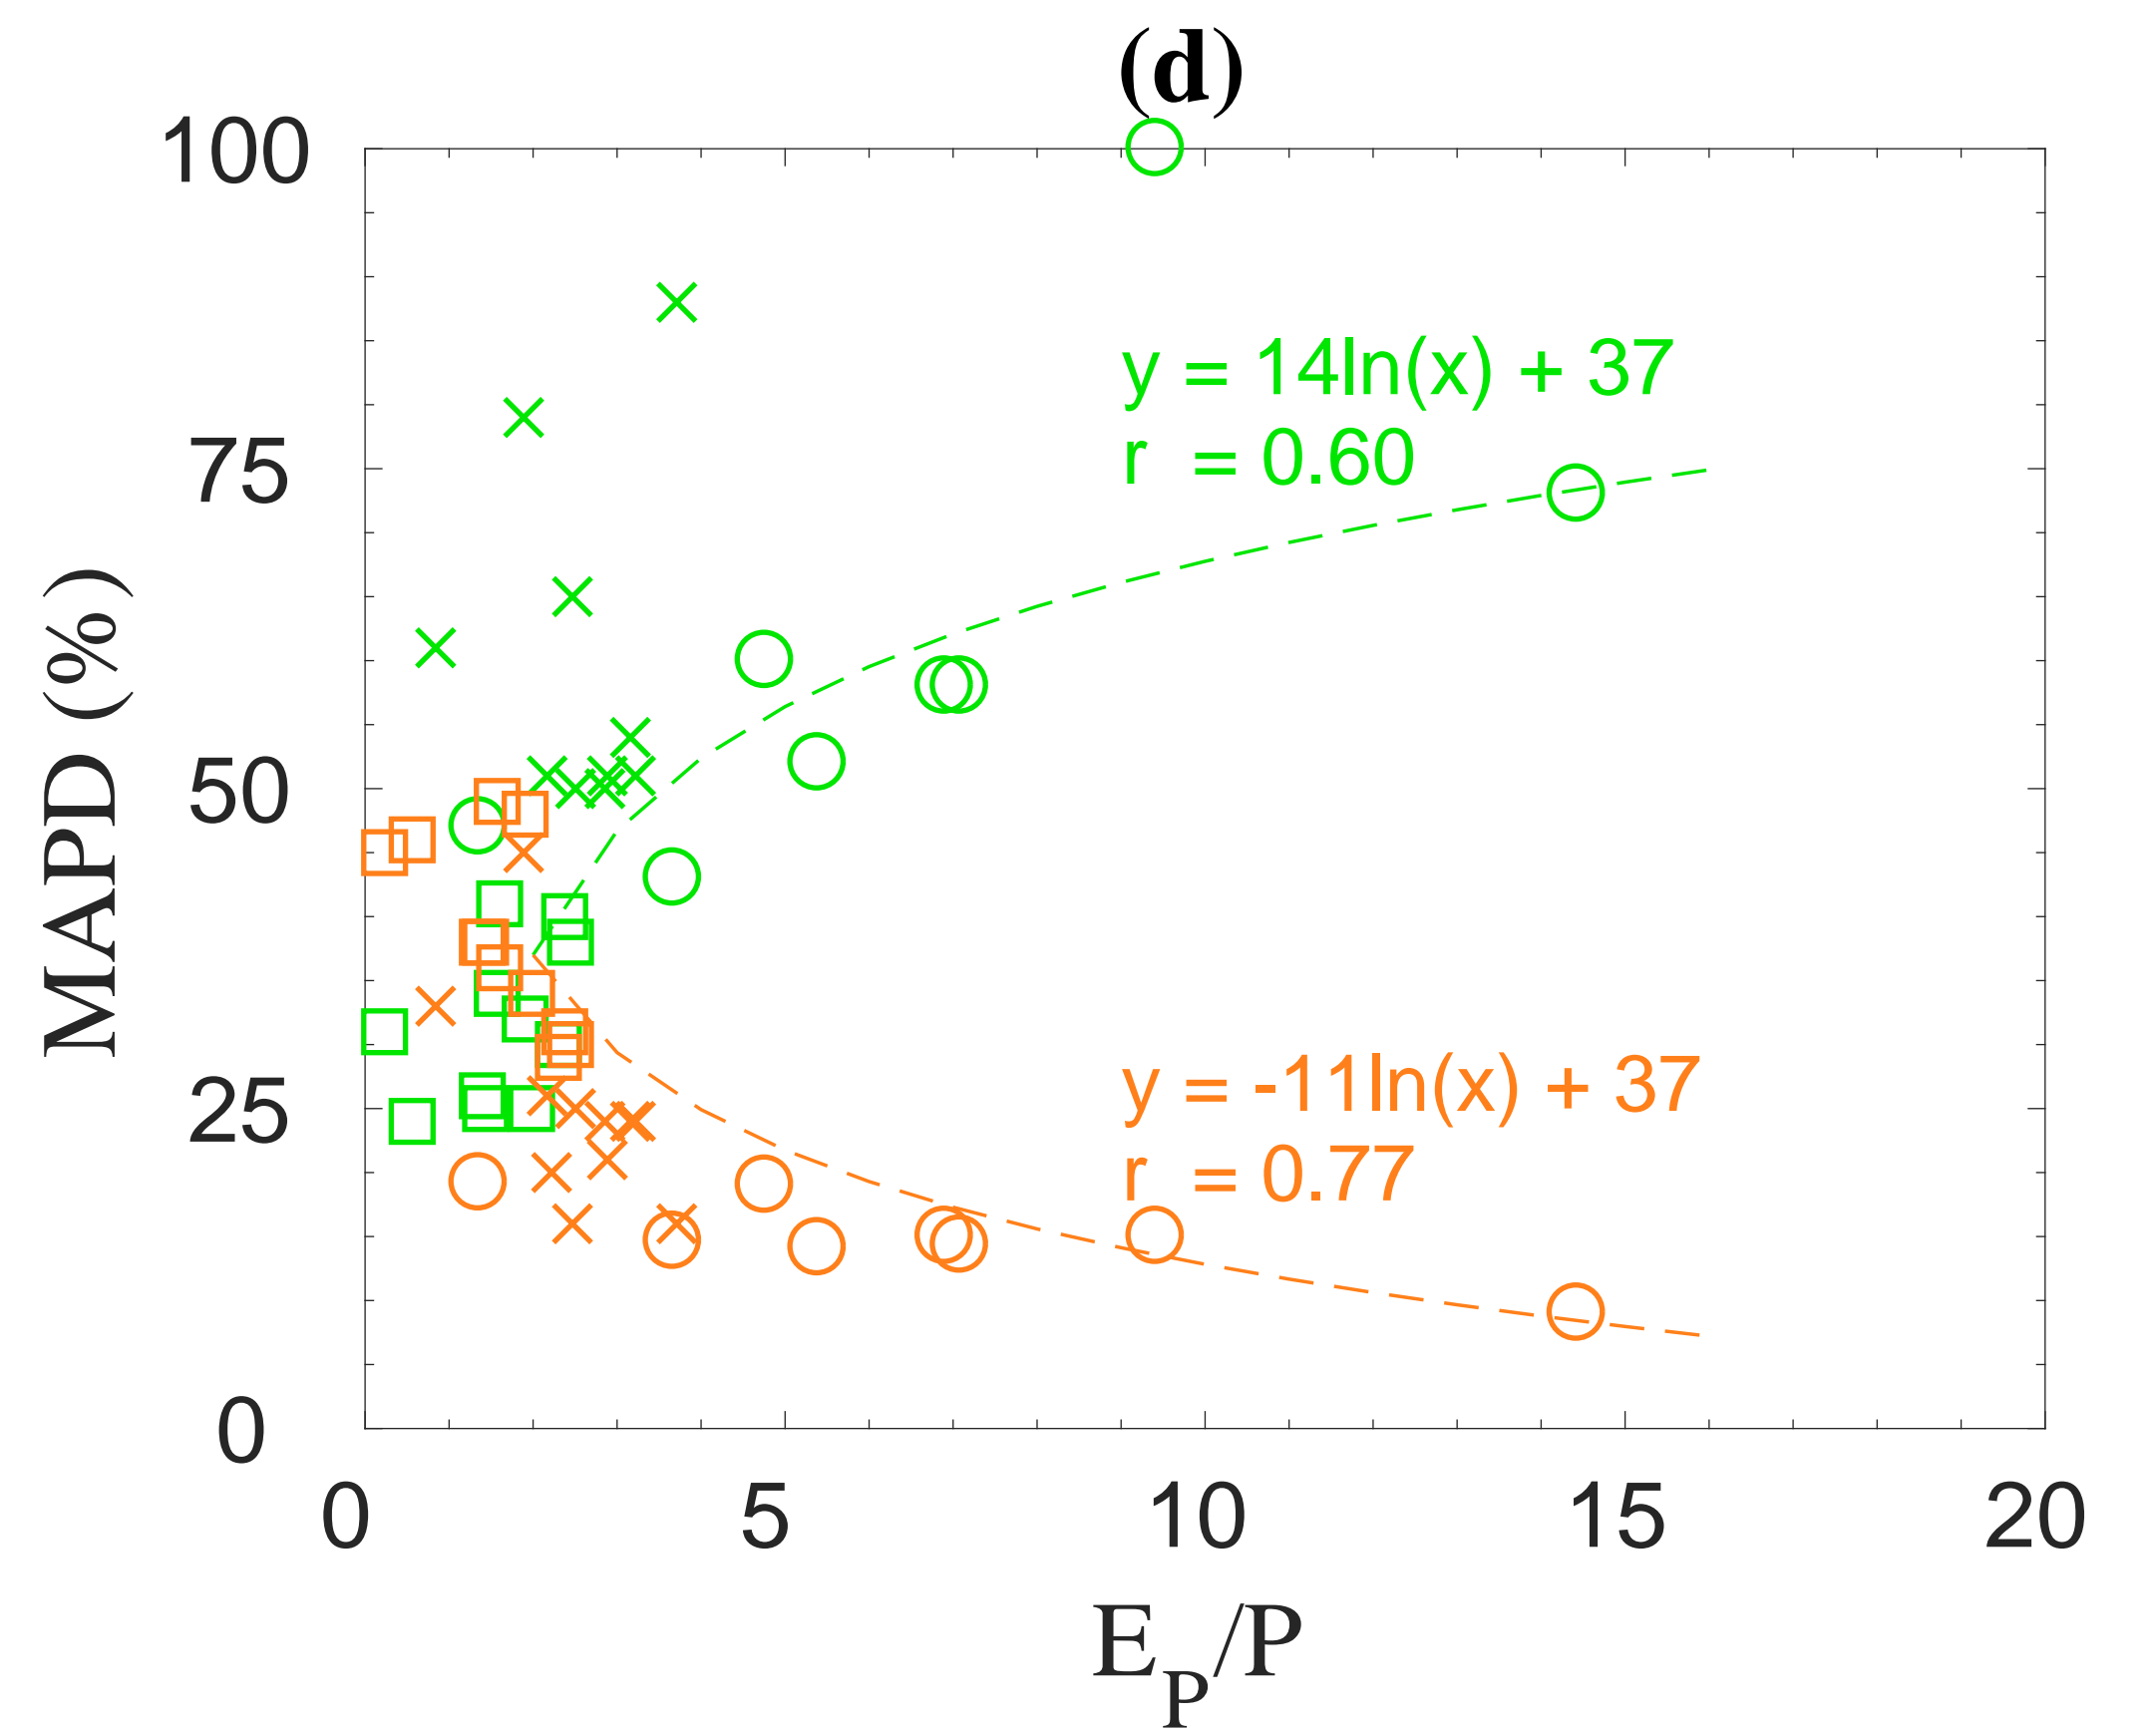 (d)
100
75
50
25
0
MAPD (%)
y = 14ln(x) + 37
r = 0.60
y = -11ln(x) + 37
r = 0.77
0 5 10 15 20
E_P/P